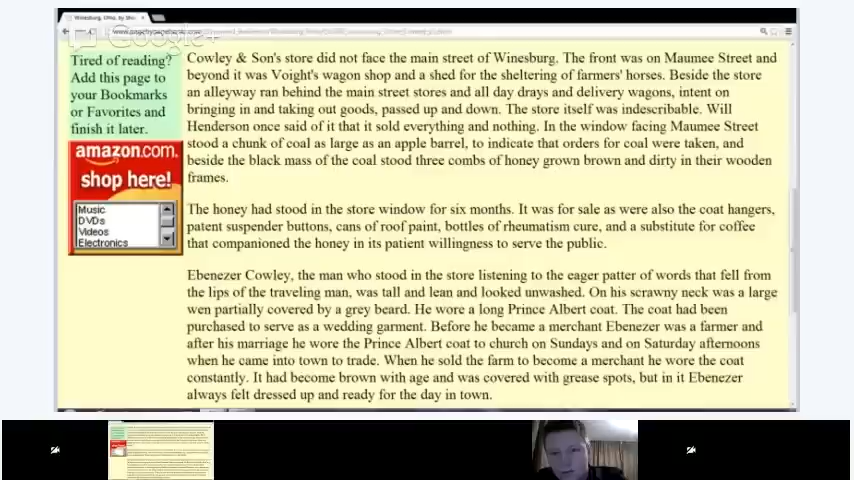 Winesburg, Ohio, by Sher
Google+
Tired of reading?
Add this page to
your Bookmarks
or Favorites and
finish it later.
amazon.com.
shop here!
Music
DVDs
Videos
Electronics
Cowley & Son's store did not face the main street of Winesburg. The front was on Maumee Street and
beyond it was Voight's wagon shop and a shed for the sheltering of farmers' horses. Beside the store
an alleyway ran behind the main street stores and all day drays and delivery wagons, intent on
bringing in and taking out goods, passed up and down. The store itself was indescribable. Will
Henderson once said of it that it sold everything and nothing. In the window facing Maumee Street
stood a chunk of coal as large as an apple barrel, to indicate that orders for coal were taken, and
beside the black mass of the coal stood three combs of honey grown brown and dirty in their wooden
frames.
The honey had stood in the store window for six months. It was for sale as were also the coat hangers,
patent suspender buttons, cans of roof paint, bottles of rheumatism cure, and a substitute for coffee
that companioned the honey in its patient willingness to serve the public.
Ebenezer Cowley, the man who stood in the store listening to the eager patter of words that fell from
the lips of the traveling man, was tall and lean and looked unwashed. On his scrawny neck was a large
wen partially covered by a grey beard. He wore a long Prince Albert coat. The coat had been
purchased to serve as a wedding garment. Before he became a merchant Ebenezer was a farmer and
after his marriage he wore the Prince Albert coat to church on Sundays and on Saturday afternoons
when he came into town to trade. When he sold the farm to become a merchant he wore the coat
constantly. It had become brown with age and was covered with grease spots, but in it Ebenezer
always felt dressed up and ready for the day in town.